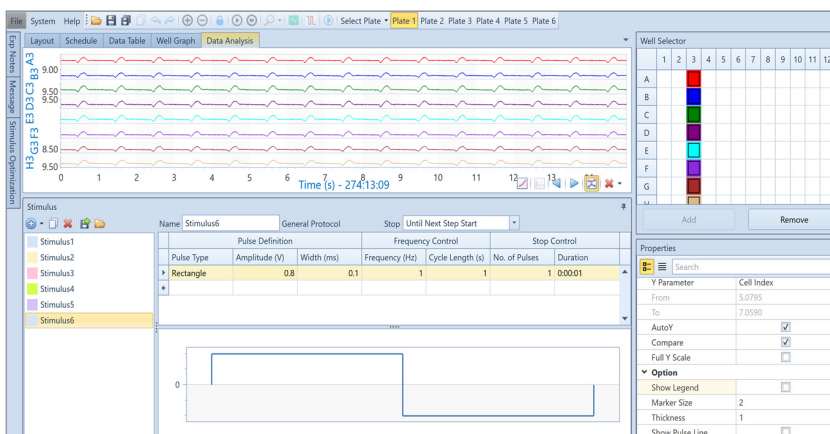 File System Help Select Plate Plate 1 Plate 2 Plate 3 Plate 4 Plate 5 Plate 6
Exp Notes
Message
Stimulus Optimization
Layout Schedule Data Table Well Graph Data Analysis
A3
B3
C3
D3
E3
F3
G3
H3
9.00
9.50
9.50
8.50
9.50
0 1 2 3 4 5 6 7 8 9 10 11 12 13
Time (s) - 274:13:09
Well Selector
1 2 3 4 5 6 7 8 9 10 11 12
A
B
C
D
E
F
G
H
Add Remove
Stimulus
Stimulus1
Stimulus2
Stimulus3
Stimulus4
Stimulus5
Stimulus6
Name Stimulus6 General Protocol Stop Until Next Step Start
Pulse Definition Frequency Control Stop Control
Pulse Type Amplitude (V) Width (ms) Frequency (Hz) Cycle Length (s) No. of Pulses Duration
Rectangle 0.8 0.1 1 1 1 0:00:01
0
Properties
Search
Y Parameter Cell Index
From 5.0795
To 7.0590
AutoY
Compare
Full Y Scale
Option
Show Legend
Marker Size 2
Thickness 1
Show Pulse Line